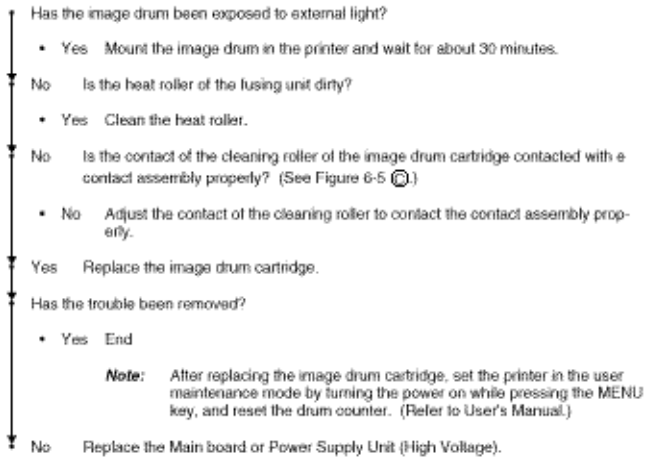 Has the image drum been exposed to external light?
• Yes Mount the image drum in the printer and wait for about 30 minutes.
No Is the heat roller of the fusing unit dirty?
• Yes Clean the heat roller.
No Is the contact of the cleaning roller of the image drum cartridge contacted with e
contact assembly properly? (See Figure 6-5 Ⓒ.)
• No Adjust the contact of the cleaning roller to contact the contact assembly prop-
erly.
Yes Replace the image drum cartridge.
Has the trouble been removed?
• Yes End
Note: After replacing the image drum cartridge, set the printer in the user
maintenance mode by turning the power on while pressing the MENU
key, and reset the drum counter. (Refer to User's Manual.)
No Replace the Main board or Power Supply Unit (High Voltage).